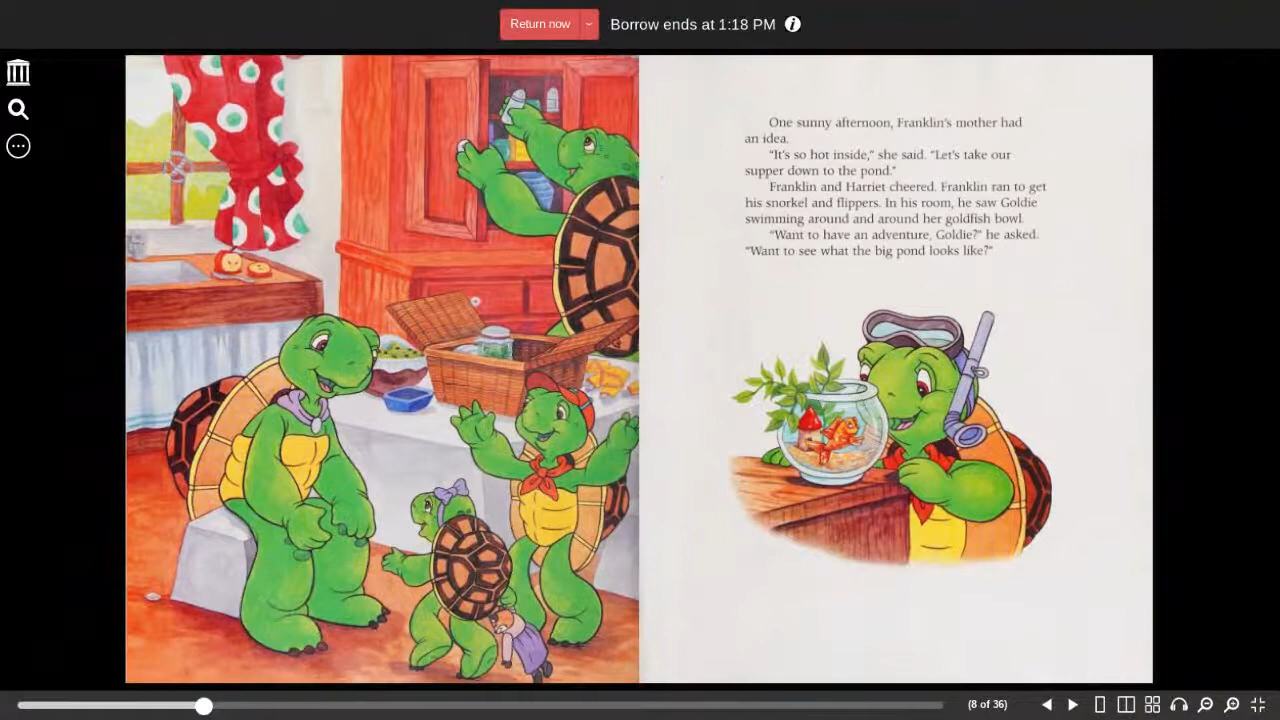 Return now
Borrow ends at 1:18 PM
One sunny afternoon, Franklin's mother had
an idea.
"It's so hot inside," she said. "Let's take our
supper down to the pond."
Franklin and Harriet cheered. Franklin ran to get
his snorkel and flippers. In his room, he saw Goldie
swimming around and around her goldfish bowl.
"Want to have an adventure, Goldie?" he asked.
"Want to see what the big pond looks like?"
(8 of 36)